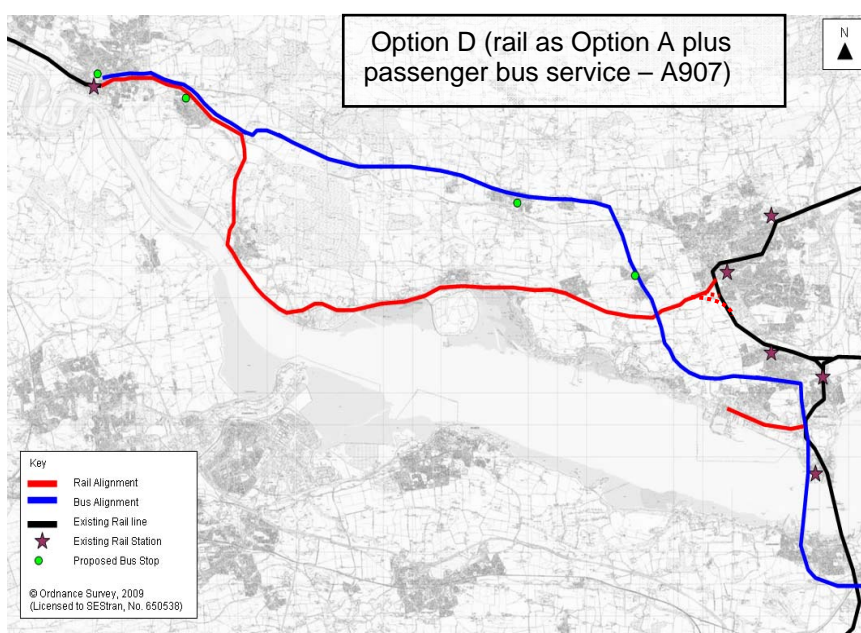 Option D (rail as Option A plus
passenger bus service – A907)
N
Key
Rail Alignment
Bus Alignment
Existing Rail line
Existing Rail Station
Proposed Bus Stop
© Ordnance Survey, 2009
(Licensed to SEStran, No. 650538)